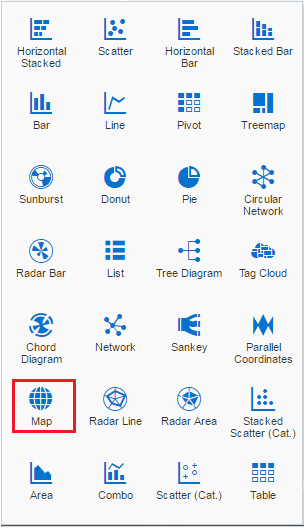 Horizontal Stacked
Scatter
Horizontal Bar
Stacked Bar
Bar
Line
Pivot
Treemap
Sunburst
Donut
Pie
Circular Network
Radar Bar
List
Tree Diagram
Tag Cloud
Chord Diagram
Network
Sankey
Parallel Coordinates
Map
Radar Line
Radar Area
Stacked Scatter (Cat.)
Area
Combo
Scatter (Cat.)
Table